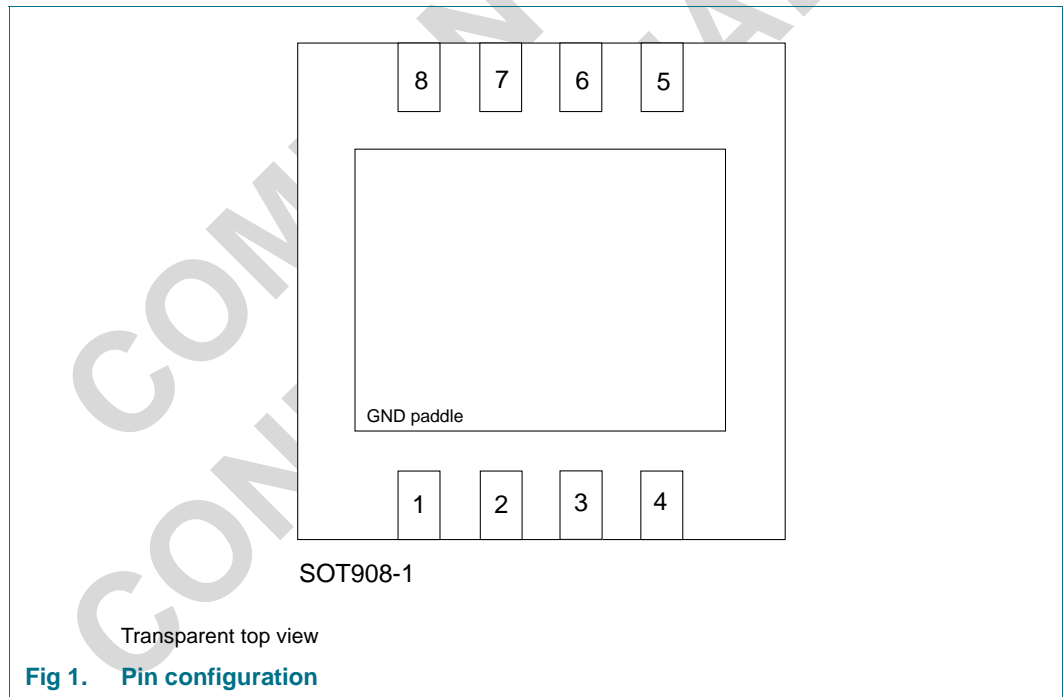 8 7 6 5
GND paddle
1 2 3 4
SOT908-1
Transparent top view
Fig 1. Pin configuration